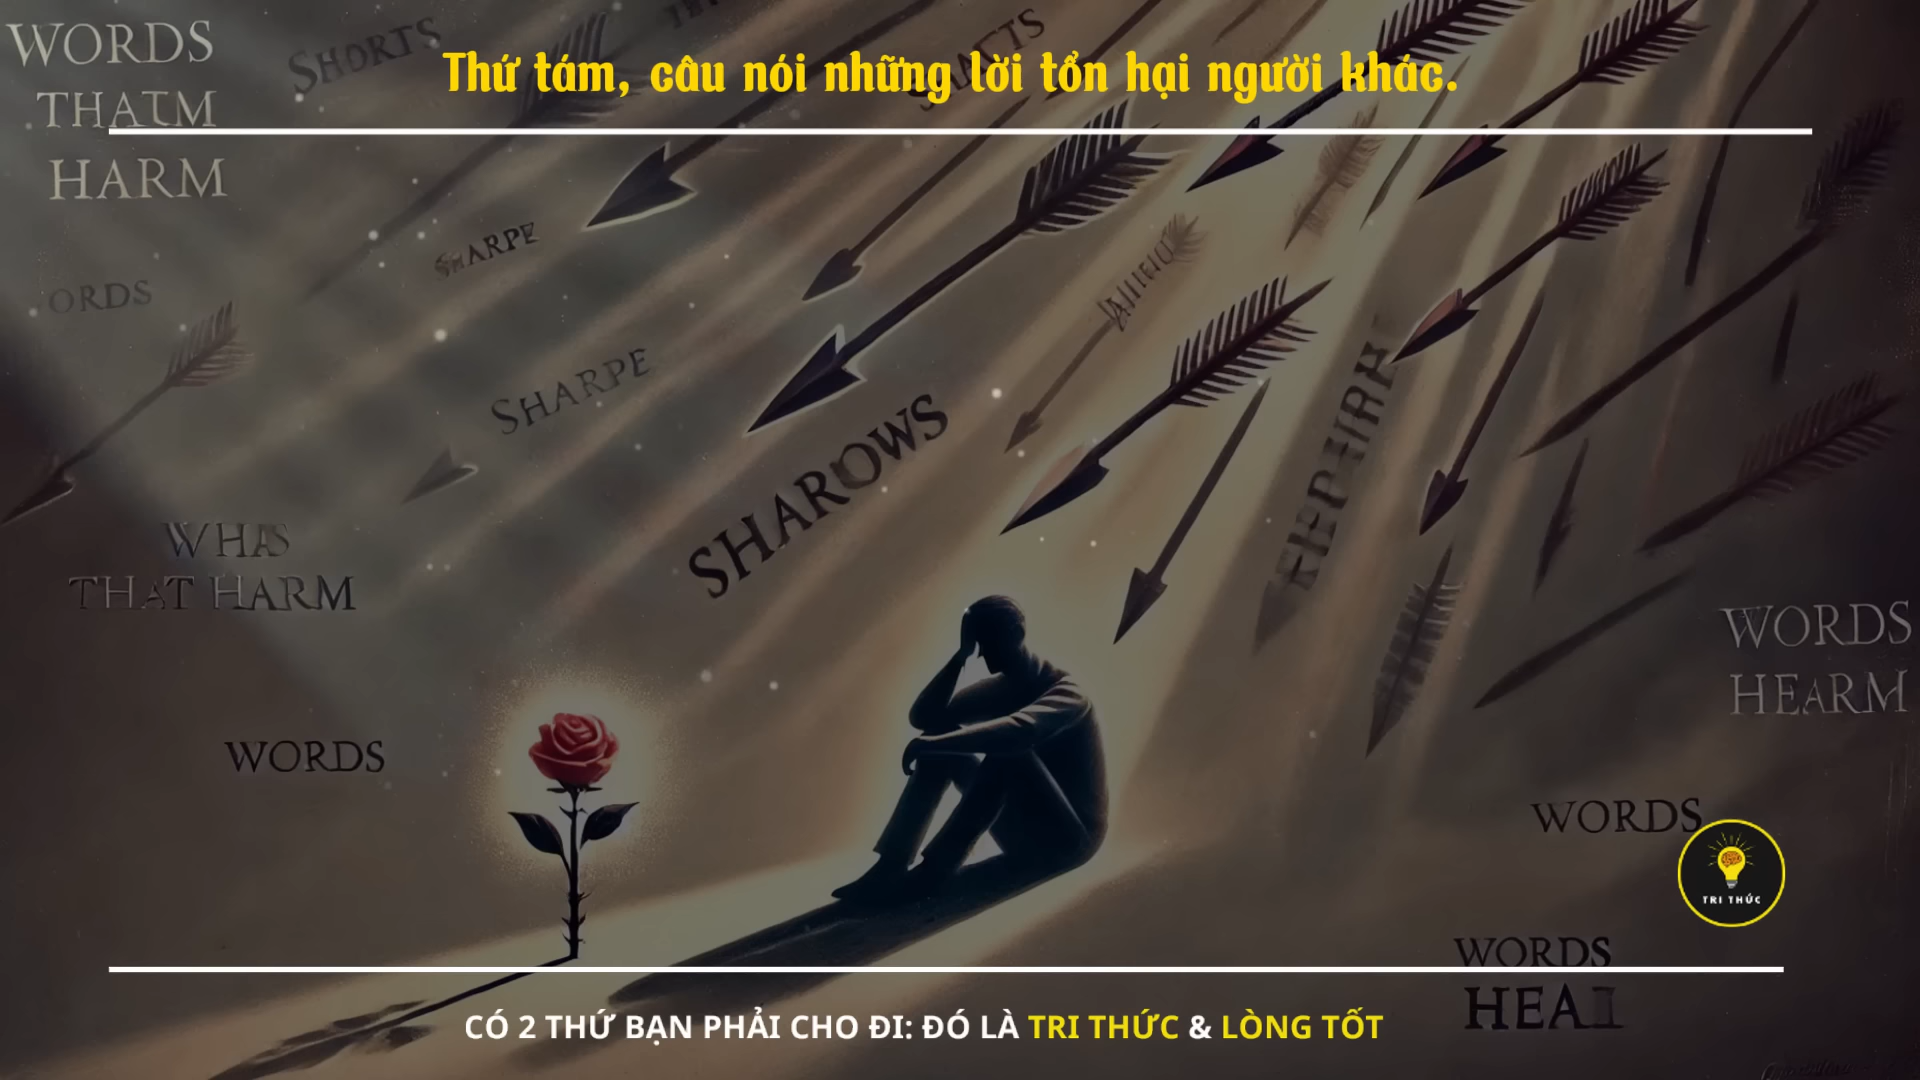 WORDS
THATM
HARM
SHORTS
Thứ tám, câu nói những lời tổn hại người khác.
SHARPE
ORDS
SHARPE
SHAROWS
WHAS
THAT HARM
WORDS
HEARM
WORDS
WORDS
TRI THỨC
WORDS
CÓ 2 THỨ BẠN PHẢI CHO ĐI: ĐÓ LÀ TRI THỨC & LÒNG TỐT